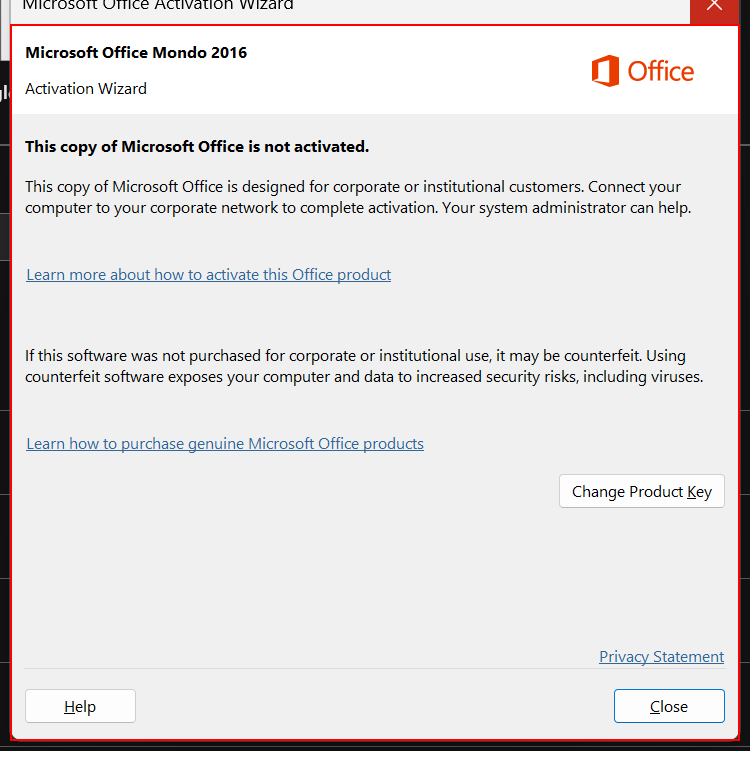 Microsoft Office Activation Wizard
Microsoft Office Mondo 2016
Office
Activation Wizard
This copy of Microsoft Office is not activated.
This copy of Microsoft Office is designed for corporate or institutional customers. Connect your
computer to your corporate network to complete activation. Your system administrator can help.
Learn more about how to activate this Office product
If this software was not purchased for corporate or institutional use, it may be counterfeit. Using
counterfeit software exposes your computer and data to increased security risks, including viruses.
Learn how to purchase genuine Microsoft Office products
Change Product Key
Privacy Statement
Help
Close